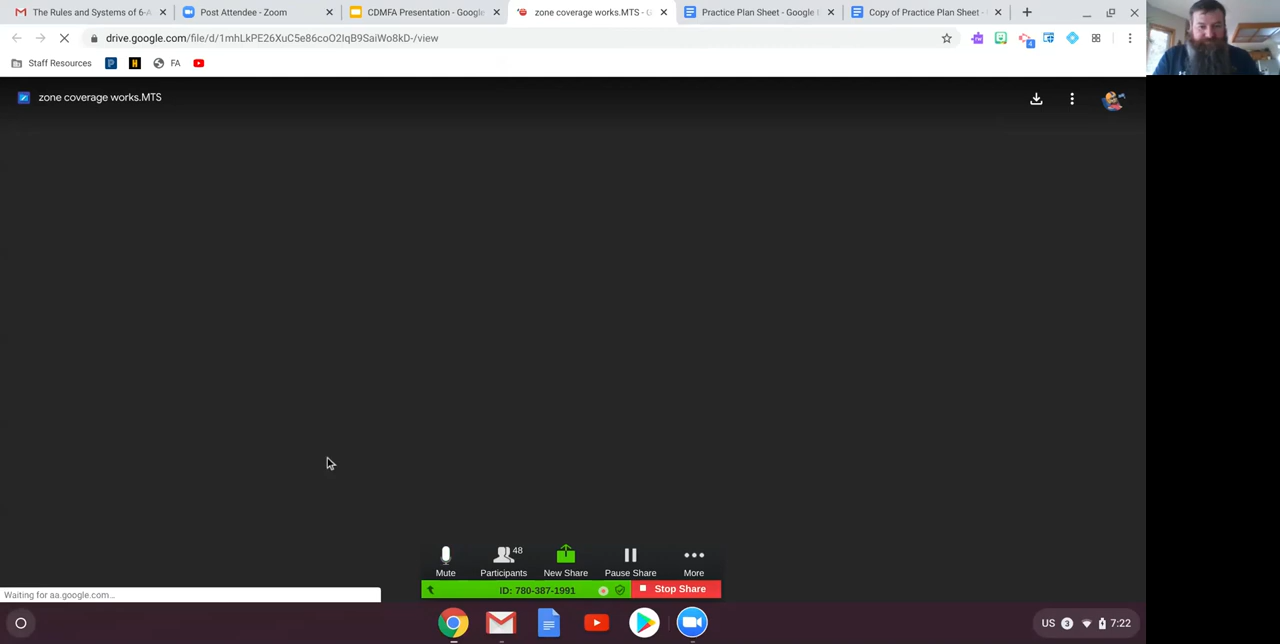 The Rules and Systems of 6-
Post Attendee - Zoom
CDMFA Presentation - Google
zone coverage works.MTS - G
Practice Plan Sheet - Google
Copy of Practice Plan Sheet -
drive.google.com/file/d/1mhLkPE26XuC5e86coO2IqB9SaiWo8kD-/view
4
Staff Resources
P
H
FA
zone coverage works.MTS
48
Mute
Participants
New Share
Pause Share
More
ID: 780-387-1991
Stop Share
Waiting for aa.google.com...
US
3
7:22